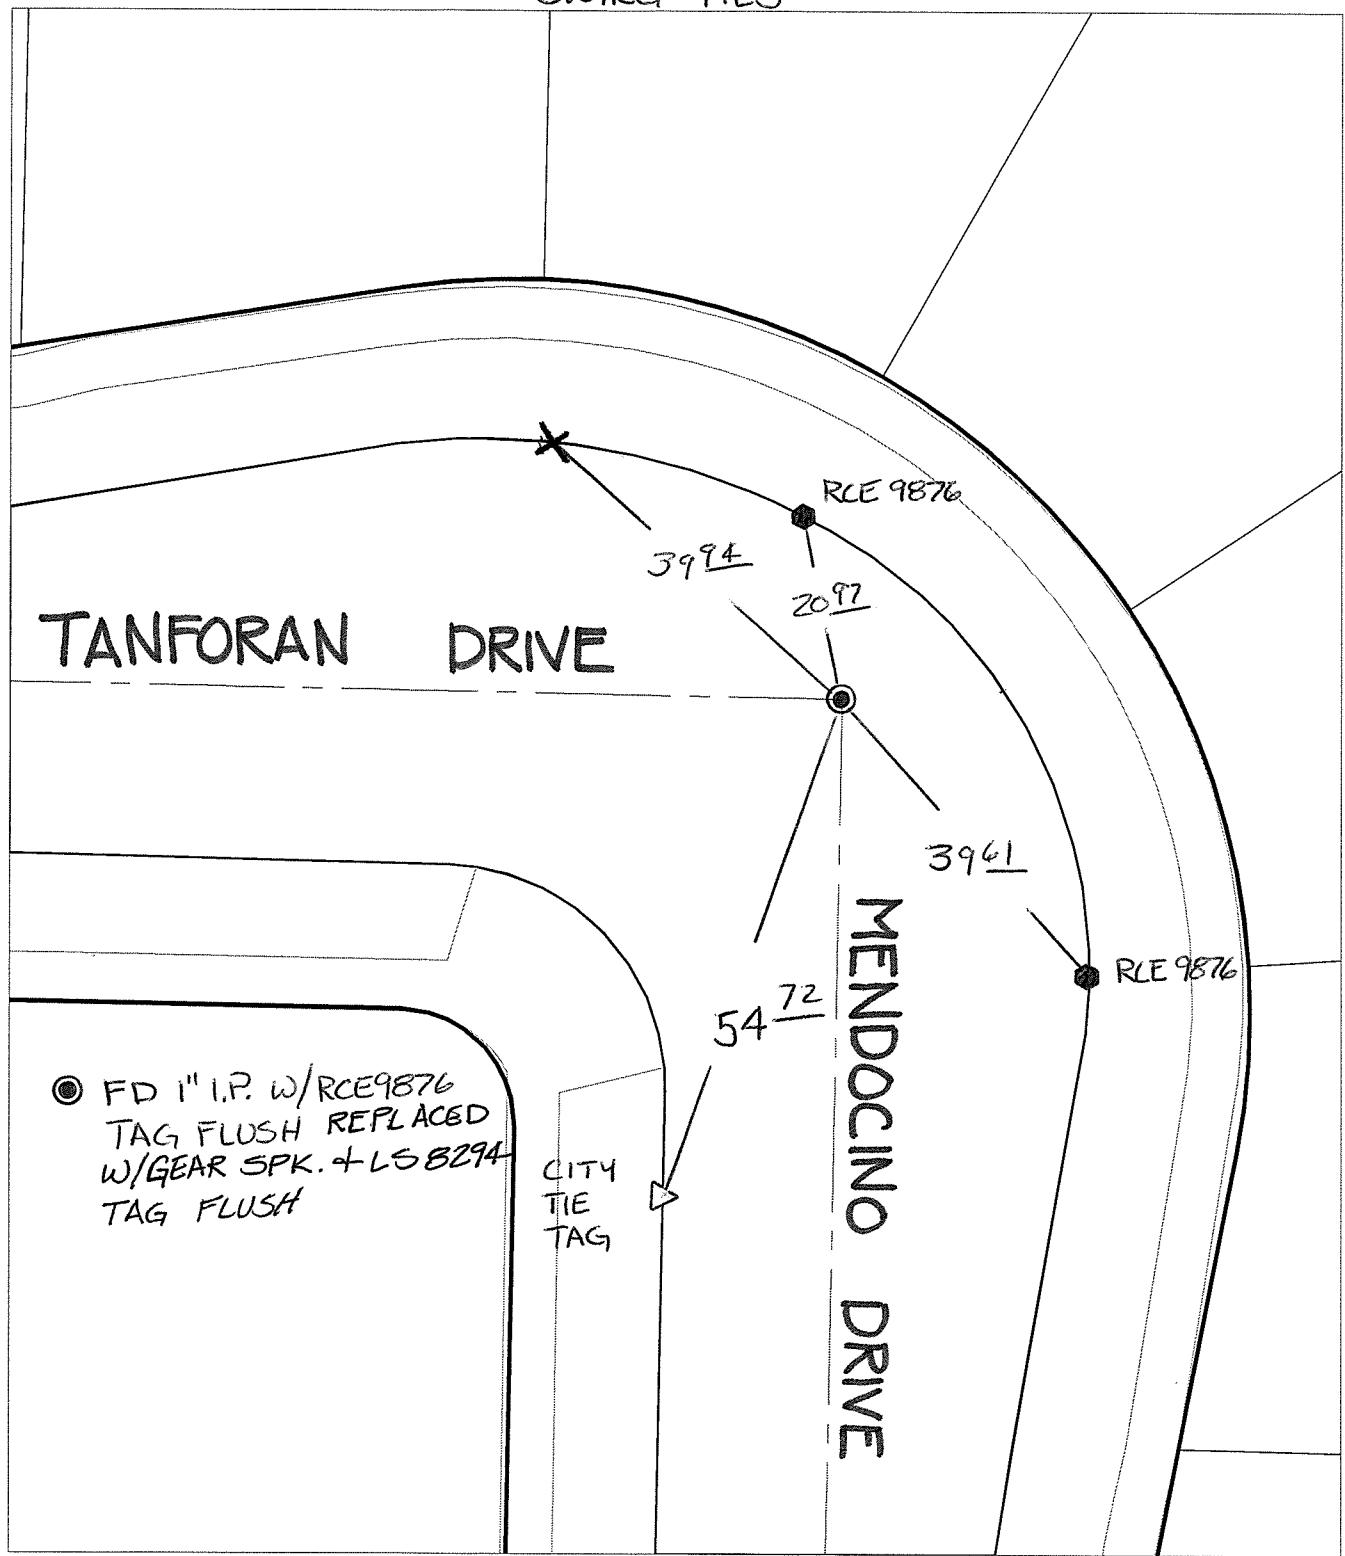 RCE 9876
39 94
20 97
TANFORAN DRIVE
39 61
MENDOCINO DRIVE
RCE 9876
54 72
FD 1" I.P. W/RCE9876
TAG FLUSH REPLACED
W/GEAR SPK. + LS 8294
TAG FLUSH
CITY
TIE
TAG